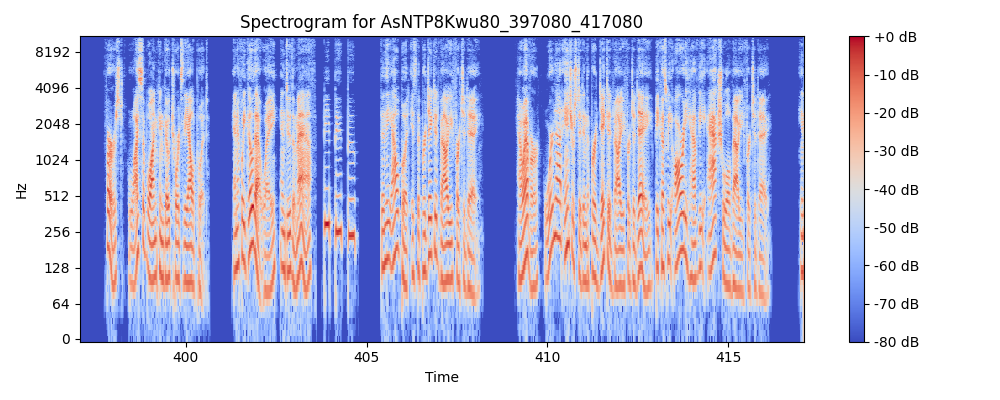 Spectrogram for AsNTP8Kwu80_397080_417080
8192
4096
2048
1024
512
256
128
64
0
Hz
400
405
410
415
Time
+0 dB
-10 dB
-20 dB
-30 dB
-40 dB
-50 dB
-60 dB
-70 dB
-80 dB